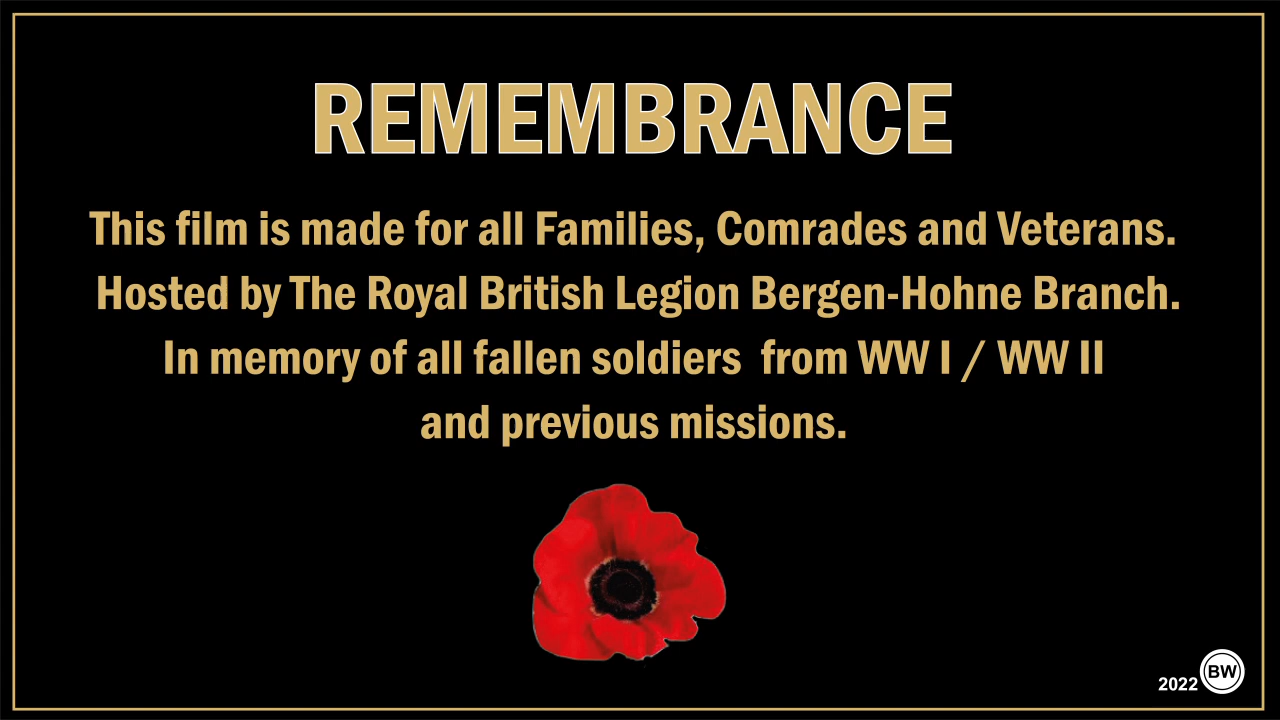 REMEMBRANCE
This film is made for all Families, Comrades and Veterans.
Hosted by The Royal British Legion Bergen-Hohne Branch.
In memory of all fallen soldiers  from WW I / WW II
and previous missions.
2022 BW